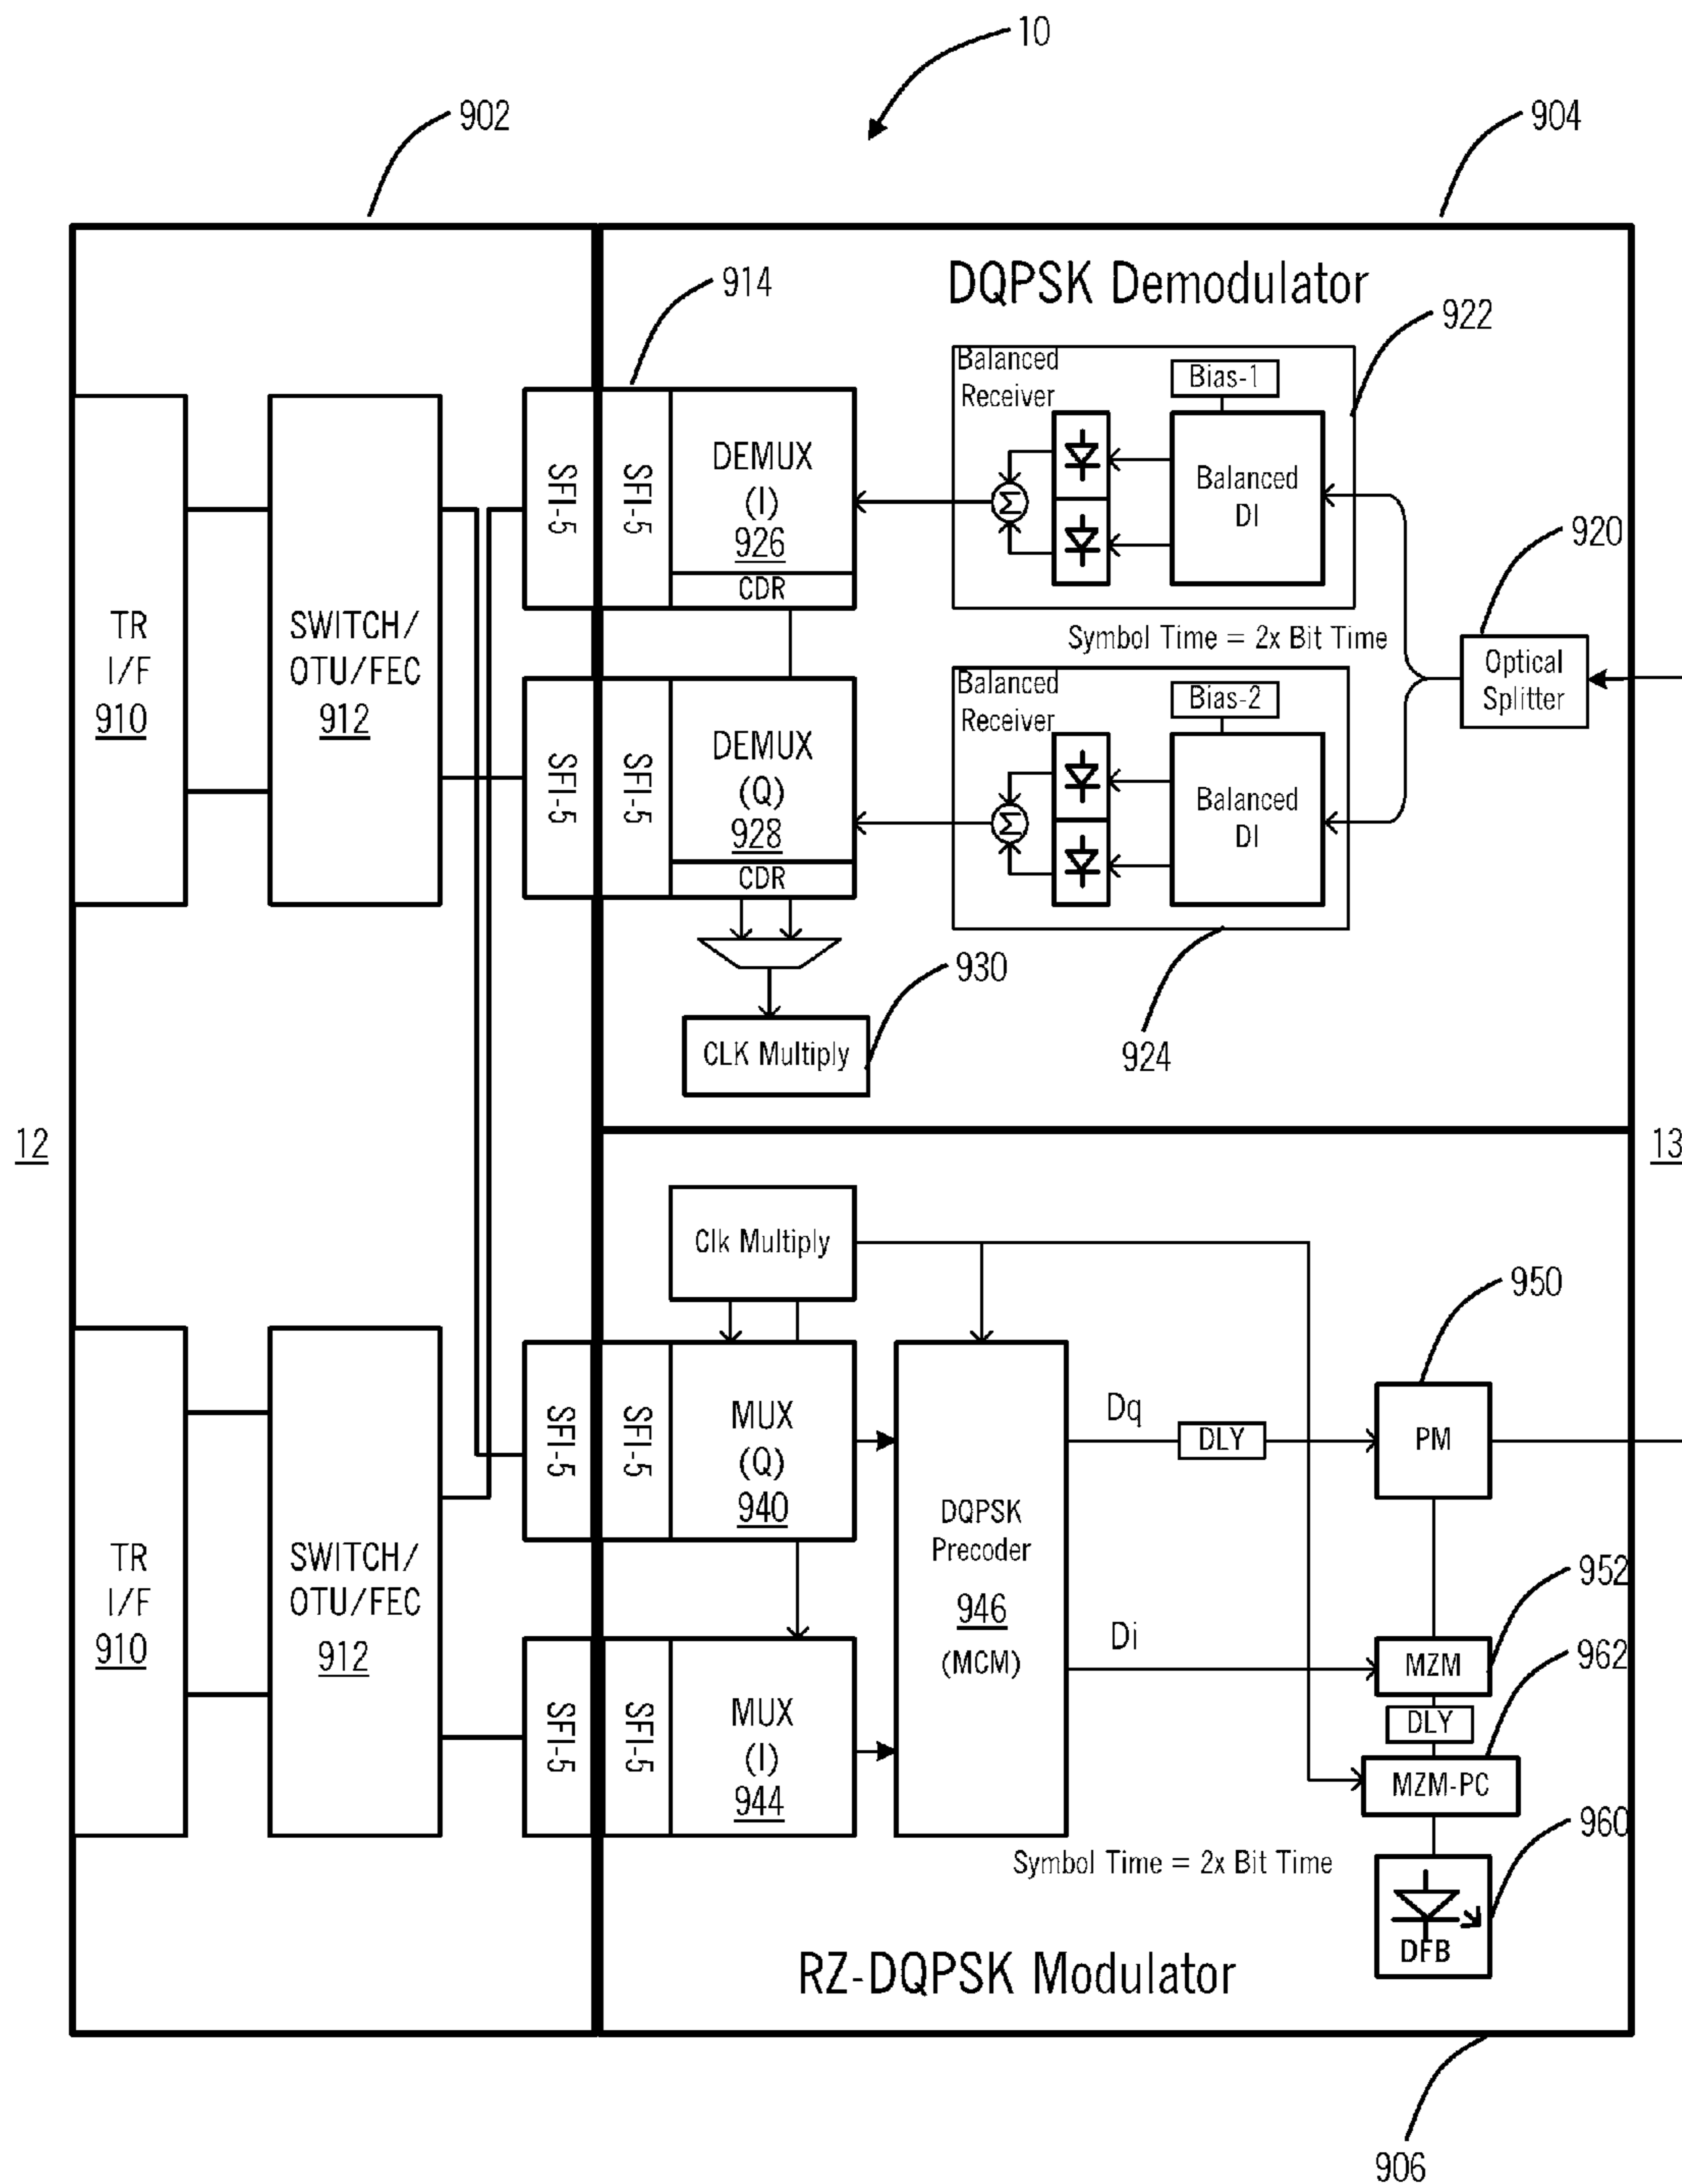 10
902
904
914
DQPSK Demodulator
922
Balanced
Receiver
Bias-1
Balanced
DI
SFI-5
SFI-5
DEMUX
(I)
926
CDR
920
Optical
Splitter
Symbol Time = 2x Bit Time
TR
I/F
910
SWITCH/
OTU/FEC
912
SFI-5
SFI-5
DEMUX
(Q)
928
CDR
Balanced
Receiver
Bias-2
Balanced
DI
Σ
Σ
930
CLK Multiply
924
12
13
Clk Multiply
950
SFI-5
SFI-5
MUX
(Q)
940
DQPSK
Precoder
946
(MCM)
Dq
DLY
PM
952
Di
MZM
962
DLY
MZM-PC
TR
I/F
910
SWITCH/
OTU/FEC
912
SFI-5
SFI-5
MUX
(I)
944
960
DFB
Symbol Time = 2x Bit Time
RZ-DQPSK Modulator
906